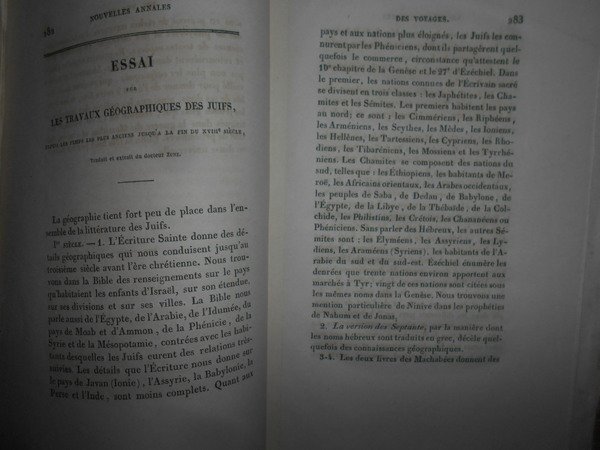 282
NOUVELLES ANNALES
ESSAI
SUR
LES TRAVAUX GÉOGRAPHIQUES DES JUIFS,
DEPUIS LES TEMPS LES PLUS ANCIENS JUSQU'A LA FIN DU XVIIIe SIÈCLE,
Traduit et extrait du docteur ZUNZ.
La géographie tient fort peu de place dans l'en-
semble de la littérature des Juifs.
Ier SIÈCLE. — 1. L'Écriture Sainte donne des dé-
tails géographiques qui nous conduisent jusqu'au
troisième siècle avant l'ère chrétienne. Nous trou-
vons dans la Bible des renseignements sur le pays
qu'habitaient les enfants d'Israël, sur son étendue,
sur ses divisions et sur ses villes. La Bible nous
parle aussi de l'Égypte, de l'Arabie, de l'Idumée, du
pays de Moab et d'Ammon, de la Phénicie, de la
Syrie et de la Mésopotamie, contrées avec les habi-
tants desquelles les Juifs eurent des relations très-
suivies. Les détails que l'Écriture nous donne sur
le pays de Javan (Ionie), l'Assyrie, la Babylonie, la
Perse et l'Inde, sont moins complets. Quant aux
DES VOYAGES.
283
pays et aux nations plus éloignés, les Juifs les con-
nurent par les Phéniciens, dont ils partagèrent quel-
quefois le commerce, circonstance qu'attestent le
10e chapitre de la Genèse et le 27e d'Ezéchiel. Dans
le premier, les nations connues de l'Écrivain sacré
se divisent en trois classes : les Japhétites, les Cha-
mites et les Sémites. Les premiers habitent les pays
au nord; ce sont : les Cimmériens, les Riphéens,
les Arméniens, les Scythes, les Mèdes, les Ioniens,
les Hellènes, les Tartessiens, les Cypriens, les Rho-
diens, les Tibaréniens, les Mossiens et les Tyrrhé-
niens. Les Chamites se composent des nations du
sud, telles que : les Éthiopiens, les habitants de Me-
roë, les Africains orientaux, les Arabes occidentaux,
les peuples de Saba, de Dedan, de Babylone, de
l'Égypte, de la Libye, de la Thébaïde, de la Col-
chide, les Philistins, les Crétois, les Chananéens ou
Phéniciens. Sans parler des Hébreux, les autres Sé-
mites sont : les Elyméens, les Assyriens, les Ly-
diens, les Araméens (Syriens), les habitants de l'A-
rabie du sud et du sud-est. Ezéchiel énumère les
denrées que trente nations environ apportent aux
marchés à Tyr; vingt de ces nations sont citées sous
les mêmes noms dans la Genèse. Nous trouvons une
mention particulière de Ninive dans les prophéties
de Nahum et de Jonas.
2. La version des Septante, par la manière dont
les noms hébreux sont traduits en grec, décèle quel-
quefois des connaissances géographiques.
3-4. Les deux livres des Machabées donnent des